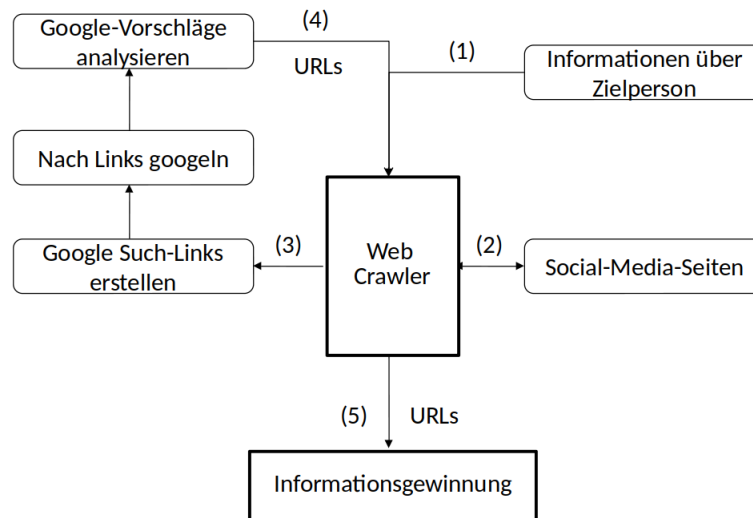 Google-Vorschläge
analysieren
(4)
URLs
(1)
Informationen über
Zielperson
Nach Links googeln
Google Such-Links
erstellen
(3)
Web
Crawler
(2)
Social-Media-Seiten
(5)
URLs
Informationsgewinnung